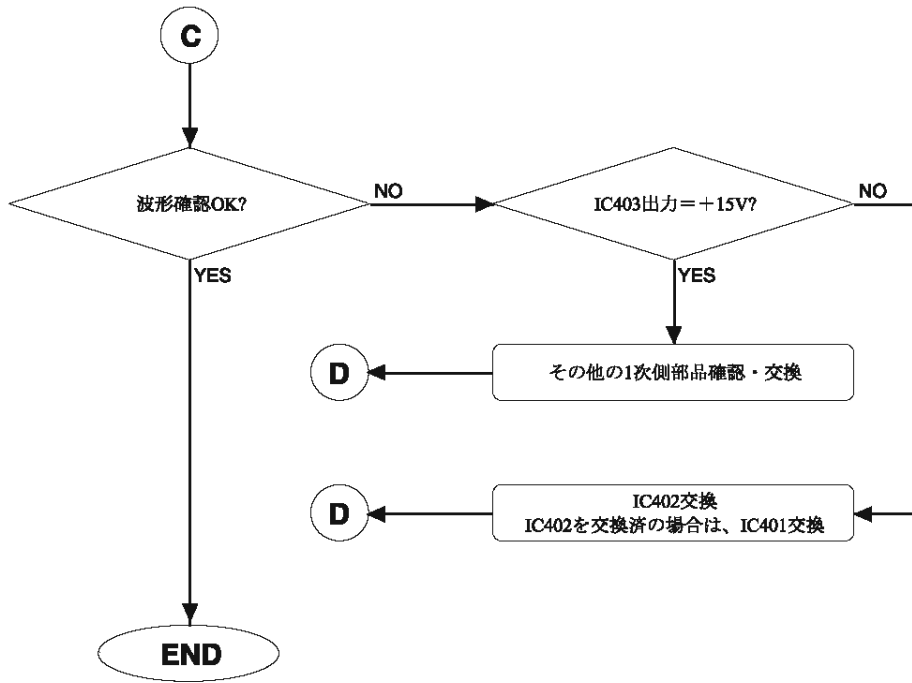 C
波形確認OK?
NO
IC403出力=+15V?
NO
YES
YES
D
その他の1次側部品確認・交換
D
IC402交換
IC402を交換済の場合は、IC401交換
END